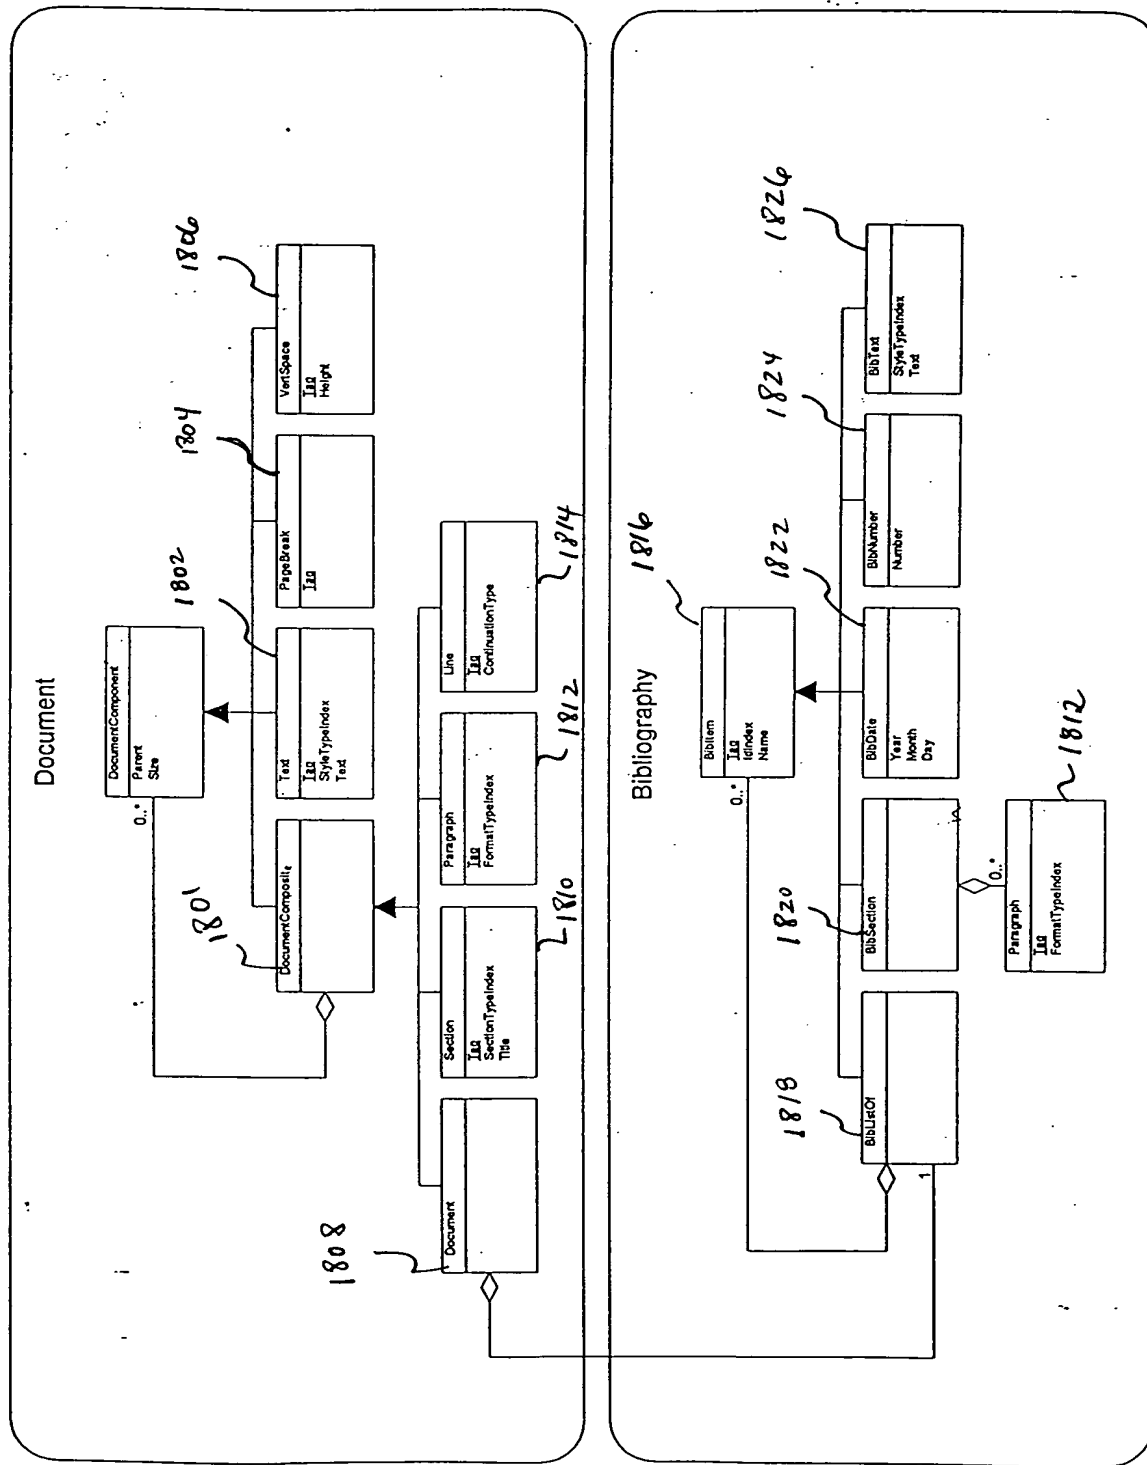 Document
DocumentComponent
Parent
Size
0..*
1801
DocumentComposite
1802
Text
Tag
StyleTypeIndex
Text
1804
PageBreak
Tag
1806
VertSpace
Tag
Height
1808
Document
Section
Tag
SectionTypeIndex
Title
1810
Paragraph
Tag
FormatTypeIndex
1812
Line
Tag
ContinuationType
1814
Bibliography
1816
BibItem
Tag
IdIndex
Name
0..*
1818
BibListOf
1
1820
BibSection
1822
BibDate
Year
Month
Day
1824
BibNumber
Number
1826
BibText
StyleTypeIndex
Text
0..*
Paragraph
Tag
FormatTypeIndex
1812